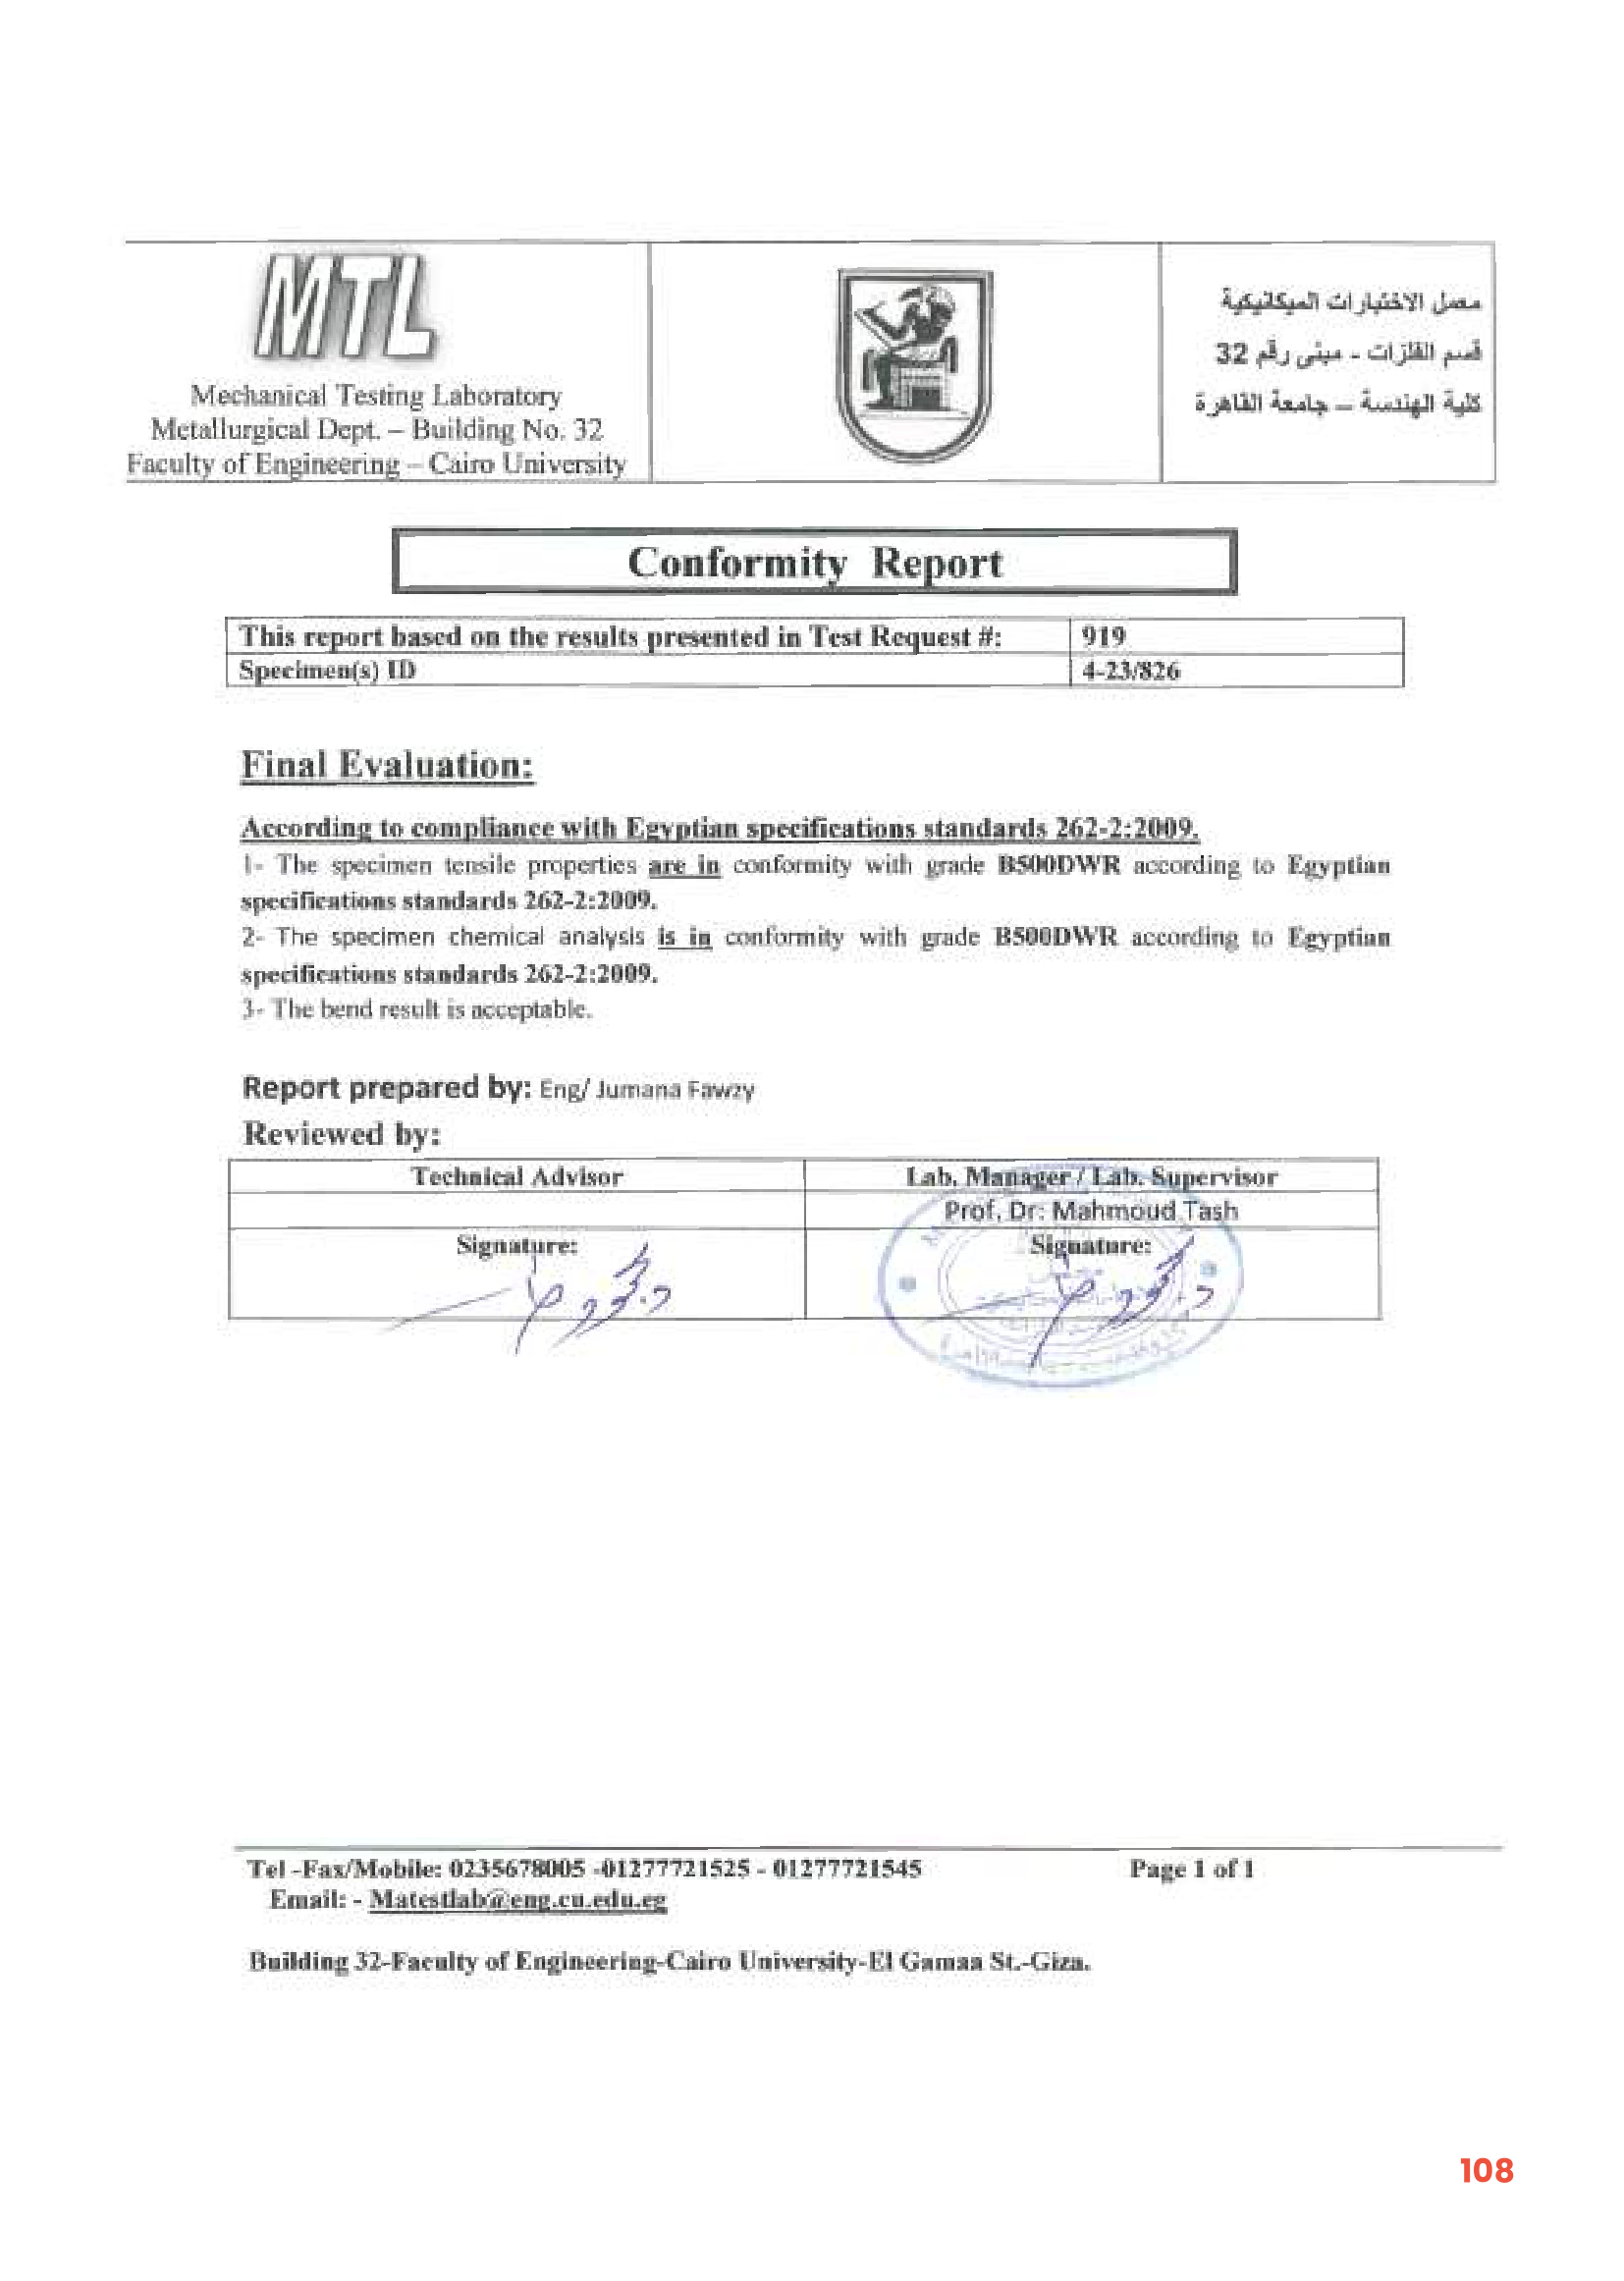 MTL
Mechanical Testing Laboratory
Metallurgical Dept. – Building No. 32
Faculty of Engineering – Cairo University
معمل الاختبارات الميكانيكية
قسم الفلزات - مبنى رقم 32
كلية الهندسة – جامعة القاهرة
Conformity Report
This report based on the results presented in Test Request #: 919
Specimen(s) ID 4-23/826
Final Evaluation:
According to compliance with Egyptian specifications standards 262-2:2009.
1- The specimen tensile properties are in conformity with grade B500DWR according to Egyptian
specifications standards 262-2:2009.
2- The specimen chemical analysis is in conformity with grade B500DWR according to Egyptian
specifications standards 262-2:2009.
3- The bend result is acceptable.
Report prepared by: Eng/ Jumana Fawzy
Reviewed by:
Technical Advisor Lab. Manager / Lab. Supervisor
Prof. Dr: Mahmoud Tash
Signature: Signature:
Tel -Fax/Mobile: 0235678005 -01277721525 - 01277721545 Page 1 of 1
Email: - Matestlab@eng.cu.edu.eg
Building 32-Faculty of Engineering-Cairo University-El Gamaa St.-Giza.
108